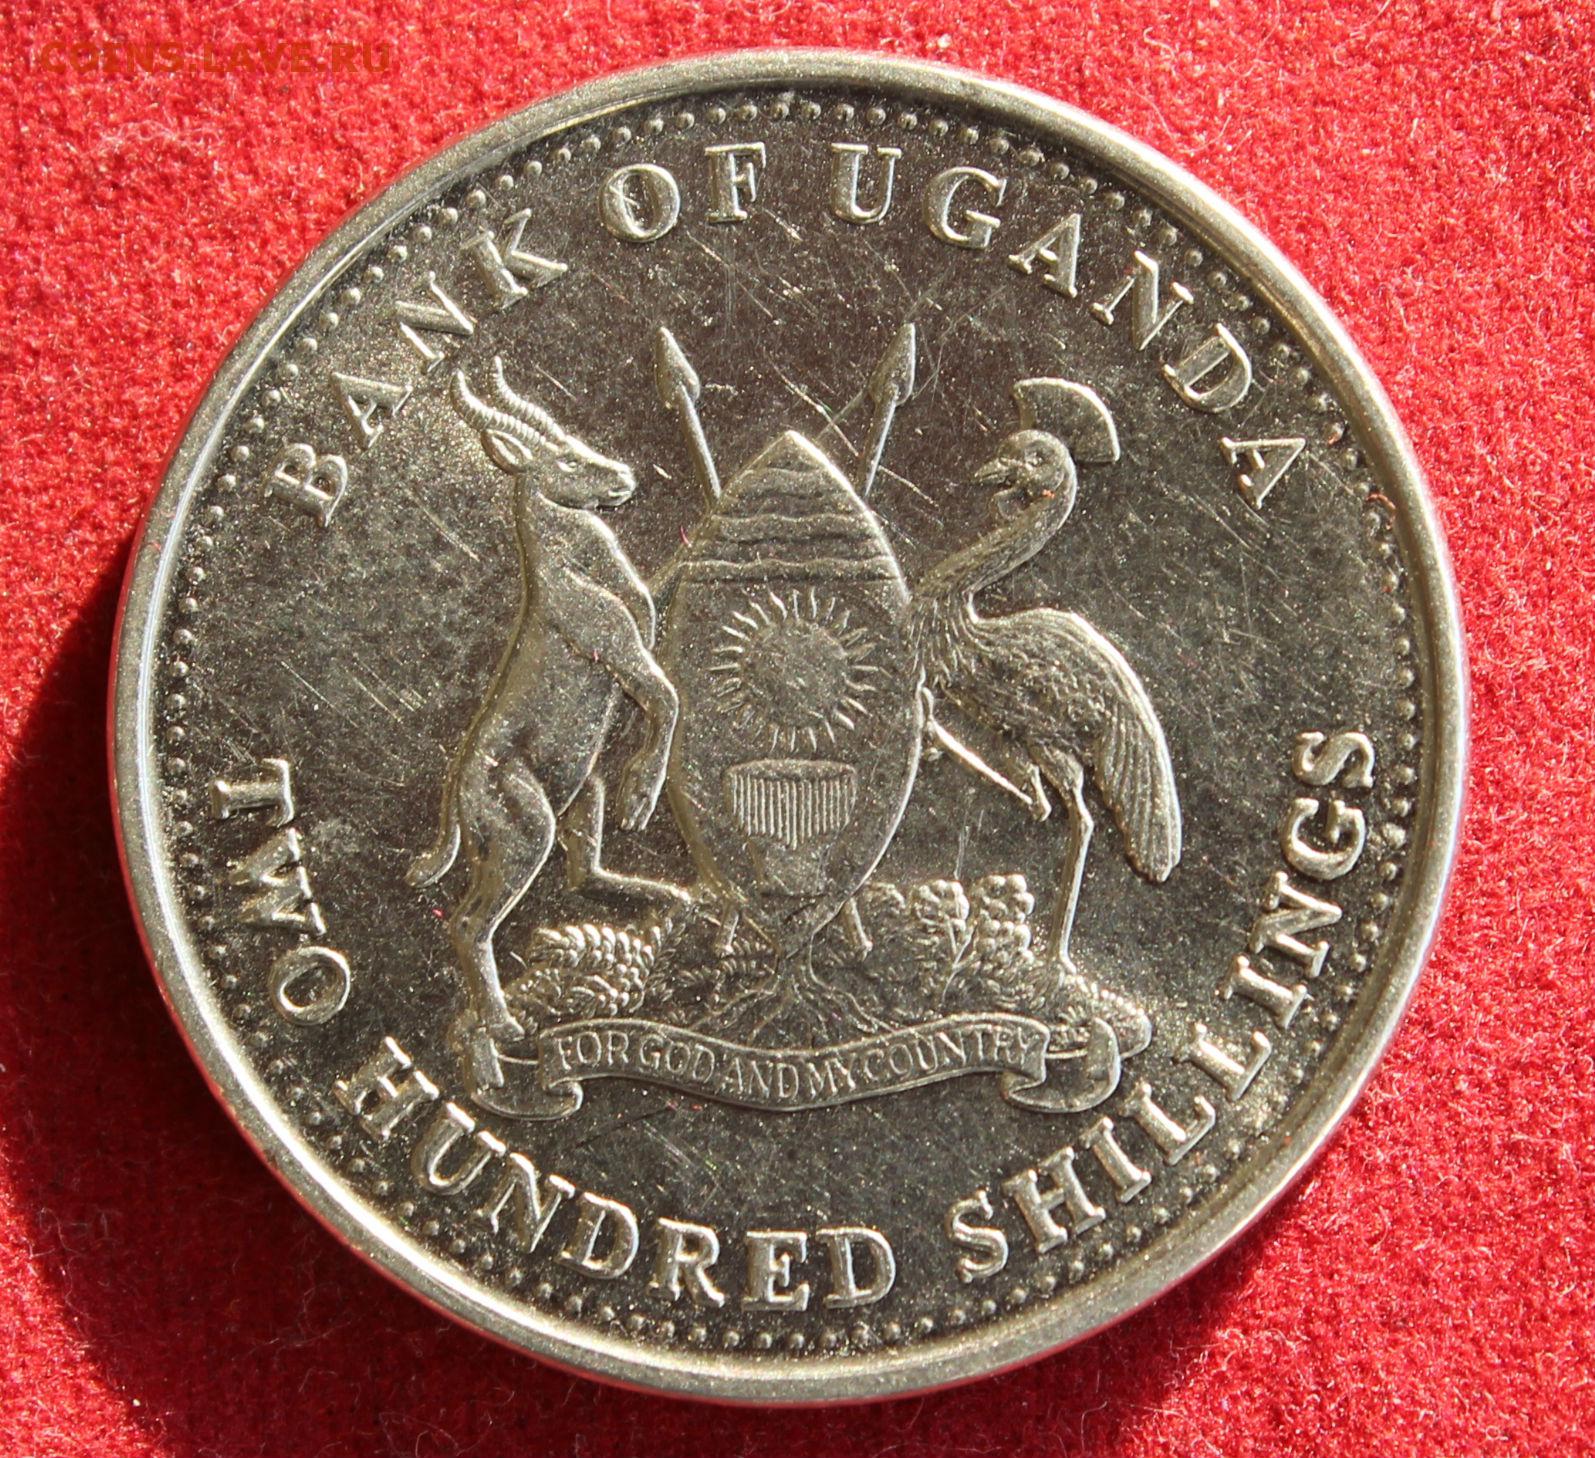 COINS.LAVE.RU
BANK OF UGANDA
FOR GOD AND MY COUNTRY
TWO HUNDRED SHILLINGS